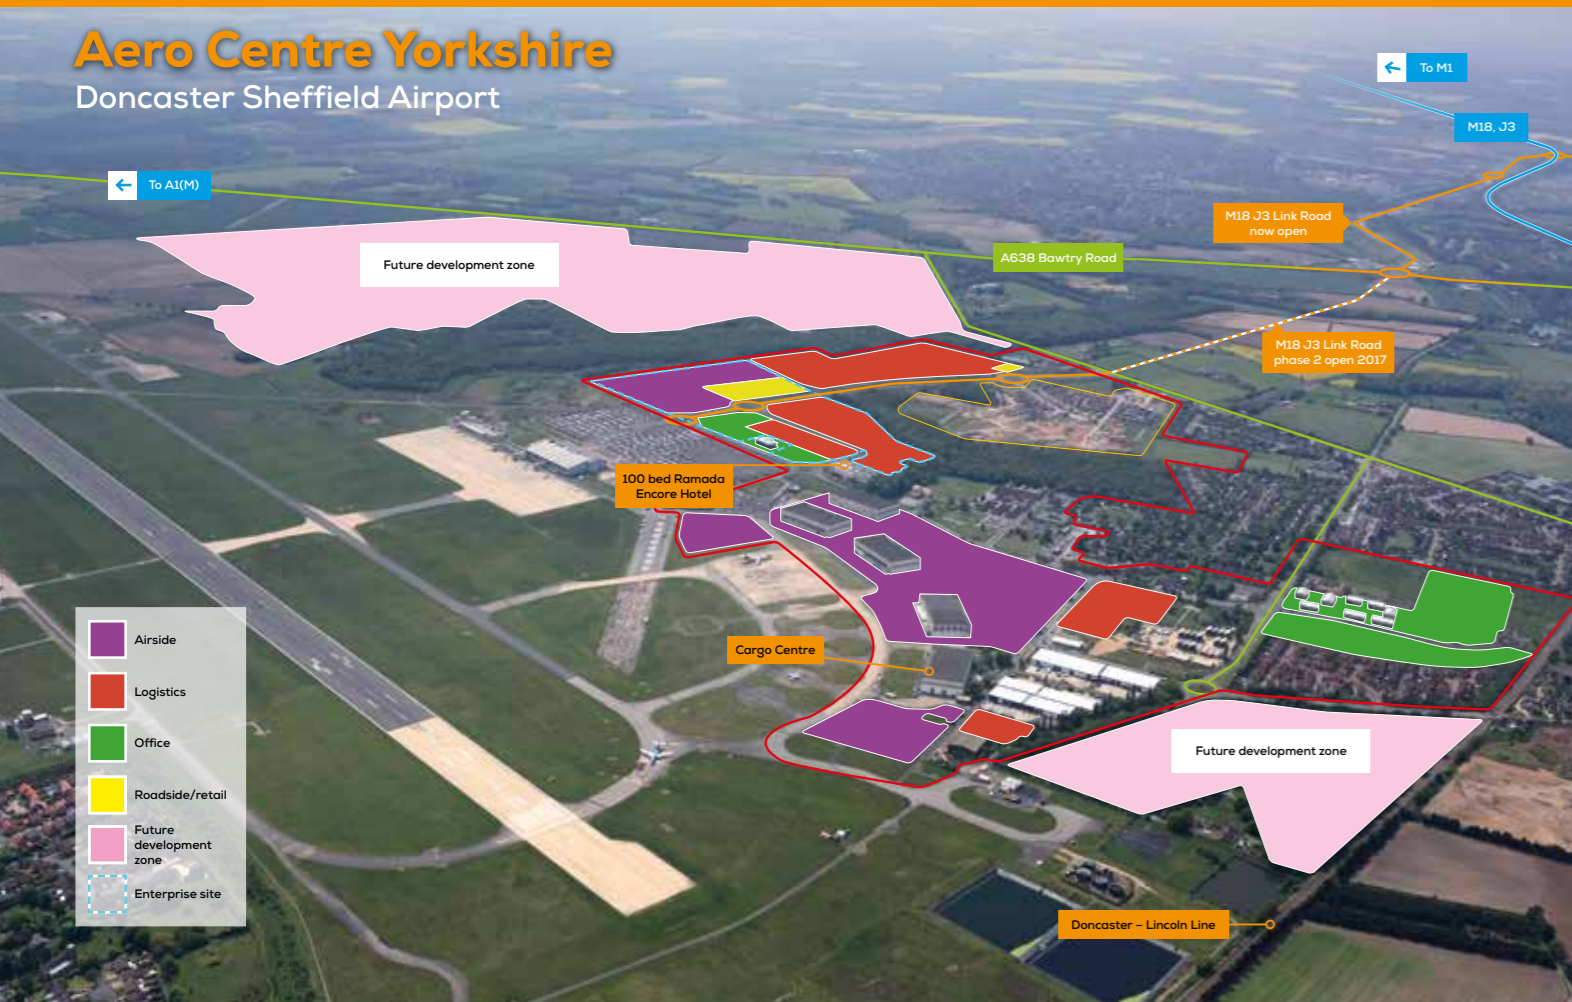 Aero Centre Yorkshire
Doncaster Sheffield Airport
To M1
M18, J3
To A1(M)
M18 J3 Link Road
now open
Future development zone
A638 Bawtry Road
M18 J3 Link Road
phase 2 open 2017
100 bed Ramada
Encore Hotel
Cargo Centre
Airside
Logistics
Office
Roadside/retail
Future
development
zone
Enterprise site
Future development zone
Doncaster – Lincoln Line